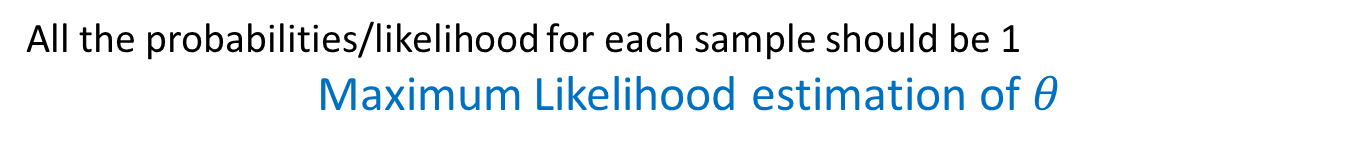 All the probabilities/likelihood for each sample should be 1
Maximum Likelihood estimation of θ